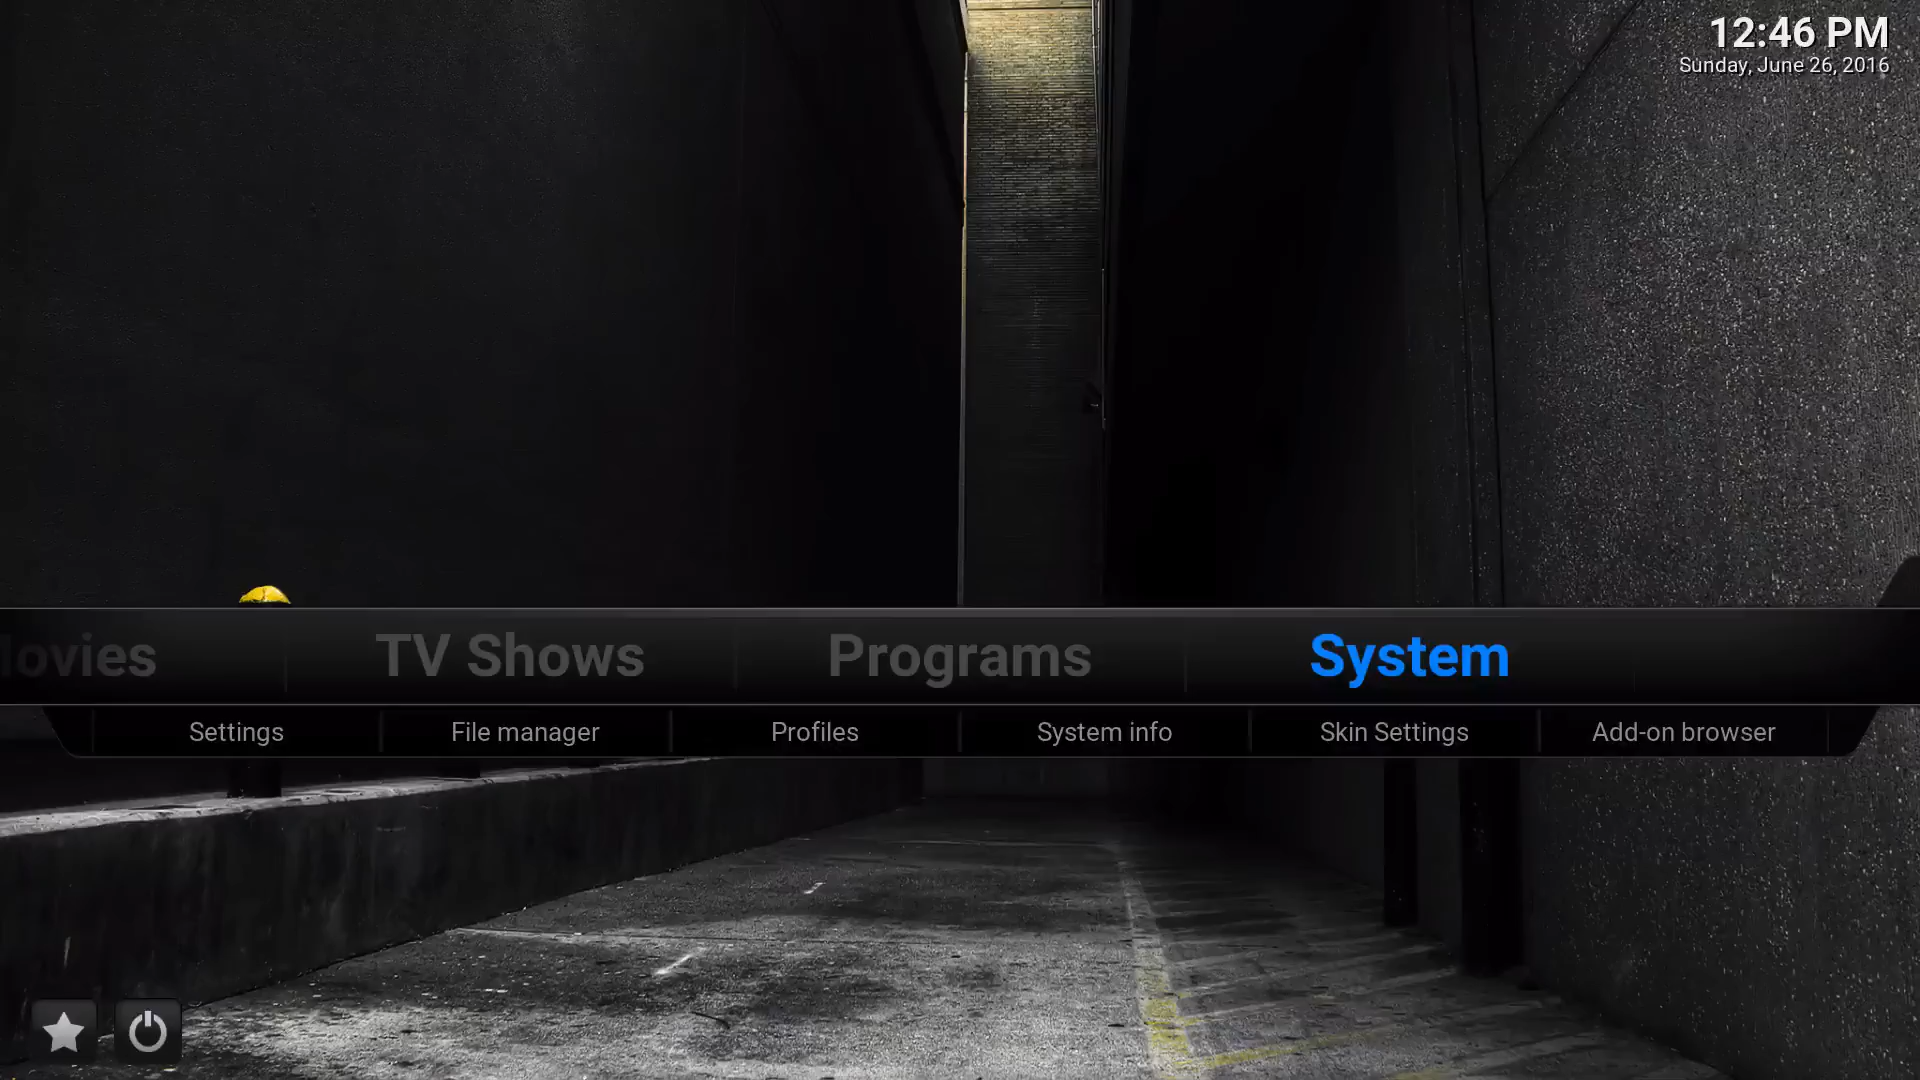 12:46 PM
Sunday, June 26, 2016
ovies TV Shows Programs System
Settings File manager Profiles System info Skin Settings Add-on browser